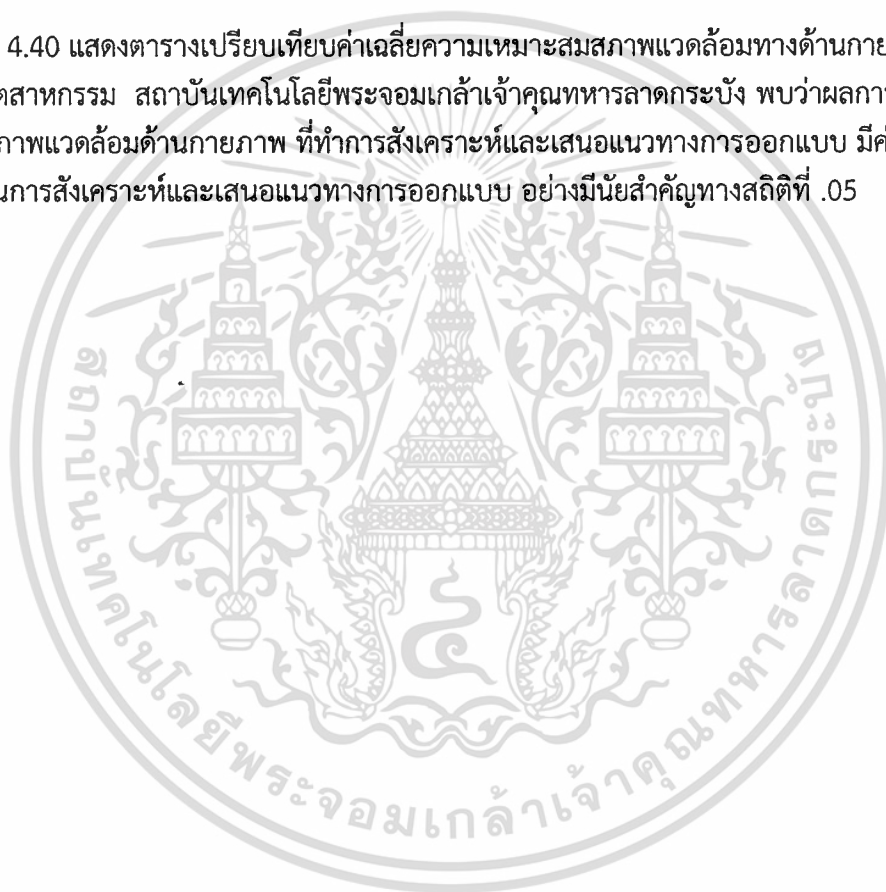 4.40 แสดงตารางเปรียบเทียบค่าเฉลี่ยความเหมาะสมสภาพแวดล้อมทางด้านกาย
ตสาหกรรม สถาบันเทคโนโลยีพระจอมเกล้าเจ้าคุณทหารลาดกระบัง พบว่าผลกา
ภาพแวดล้อมด้านกายภาพ ที่ทำการสังเคราะห์และเสนอแนวทางการออกแบบ มีค่
นการสังเคราะห์และเสนอแนวทางการออกแบบ อย่างมีนัยสำคัญทางสถิติที่ .05
สถาบันเทคโนโลยีพระจอมเกล้าเจ้าคุณทหารลาดกระบัง
๔